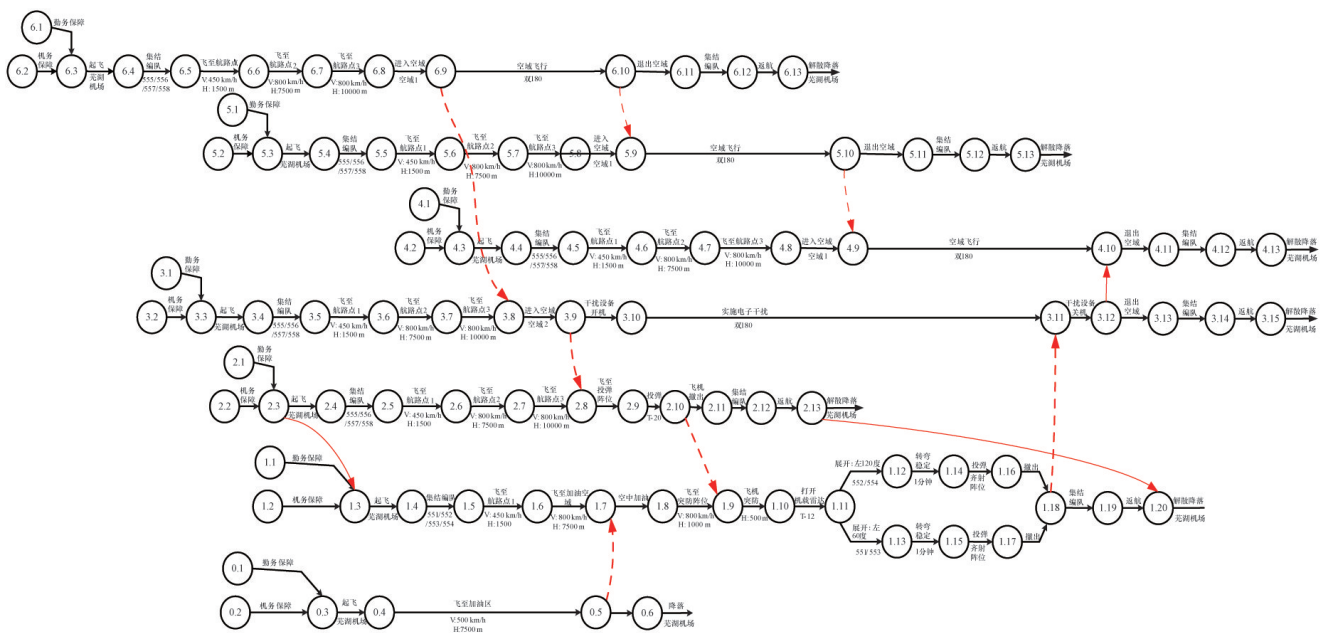 6.1
勤务保障
6.2
机务
保障
6.3
起飞
芜湖
机场
6.4
集结
编队
555/556
/557/558
6.5
飞至航路点
V: 450 km/h
H: 1500 m
6.6
飞至
航路点2
V:800 km/h
H:7500 m
6.7
飞至
航路点3
V:800 km/h
H: 10000 m
6.8
进入空域
空域1
6.9
空域飞行
双180
6.10
退出空域
6.11
集结
编队
6.12
返航
6.13
解散降落
芜湖机场
5.1
勤务保障
5.2
机务
保障
5.3
起飞
芜湖机场
5.4
集结
编队
555/556
/557/558
5.5
飞至
航路点1
V: 450 km/h
H:1500 m
5.6
飞至
航路点2
V:800 km/h
H: 7500 m
5.7
飞至
航路点3
V:800 km/h
H:10000 m
5.8
进入
空域
空域1
5.9
空域飞行
双180
5.10
退出空域
5.11
集结
编队
5.12
返航
5.13
解散降落
芜湖机场
4.1
勤务
保障
4.2
机务
保障
4.3
起飞
芜湖机场
4.4
集结
编队
555/556
/557/558
4.5
飞至
航路点1
V: 450 km/h
H: 1500 m
4.6
飞至
航路点2
V: 800 km/h
H: 7500 m
4.7
飞至航路点3
V: 800 km/h
H: 10000 m
4.8
进入空域
空域1
4.9
空域飞行
双180
4.10
退出
空域
4.11
集结
编队
4.12
返航
4.13
解散降落
芜湖机场
3.1
勤务
保障
3.2
机务
保障
3.3
起飞
芜湖机场
3.4
集结
编队
555/556
/557/558
3.5
飞至
航路点1
V: 450 km/h
H: 1500 m
3.6
飞至
航路点2
V:800 km/h
H: 7500 m
3.7
飞至
航路点3
V: 800 km/h
H: 10000 m
3.8
进入空域
空域2
3.9
干扰设备
开机
3.10
实施电子干扰
双180
3.11
干扰设备
关机
3.12
退出
空域
3.13
集结
编队
3.14
返航
3.15
解散降落
芜湖机场
2.1
勤务
保障
2.2
机务
保障
2.3
起飞
芜湖机场
2.4
集结
编队
555/556
/557/558
2.5
飞至
航路点1
V: 450 km/h
H: 1500
2.6
飞至
航路点2
V: 800 km/h
H: 7500 m
2.7
飞至
航路点3
V: 800 km/h
H: 10000 m
2.8
飞至
投弹
阵位
2.9
投弹
T-20
2.10
飞机
撤出
2.11
集结
编队
2.12
返航
2.13
解散降落
芜湖机场
1.1
勤务保障
1.2
机务保障
1.3
起飞
芜湖机场
1.4
集结编队
551/552
/553/554
1.5
飞至
航路点1
V: 450 km/h
H: 1500
1.6
飞至加油空
域
V: 800 km/h
H: 7500 m
1.7
空中加油
1.8
飞至
突防阵位
V: 800 km/h
H: 1000 m
1.9
飞机
突防
H: 500 m
1.10
打开
机载雷达
T-12
1.11
展开: 左120度
552/554
1.12
转弯
稳定
1分钟
1.14
投弹
齐射
阵位
1.16
撤出
展开: 左
60度
551/553
1.13
转弯
稳定
1分钟
1.15
投弹
齐射
阵位
1.17
撤出
1.18
集结
编队
1.19
返航
1.20
解散降落
芜湖机场
0.1
勤务保障
0.2
机务保障
0.3
起飞
芜湖机场
0.4
飞至加油区
V:500 km/h
H:7500 m
0.5
0.6
降落
芜湖机场